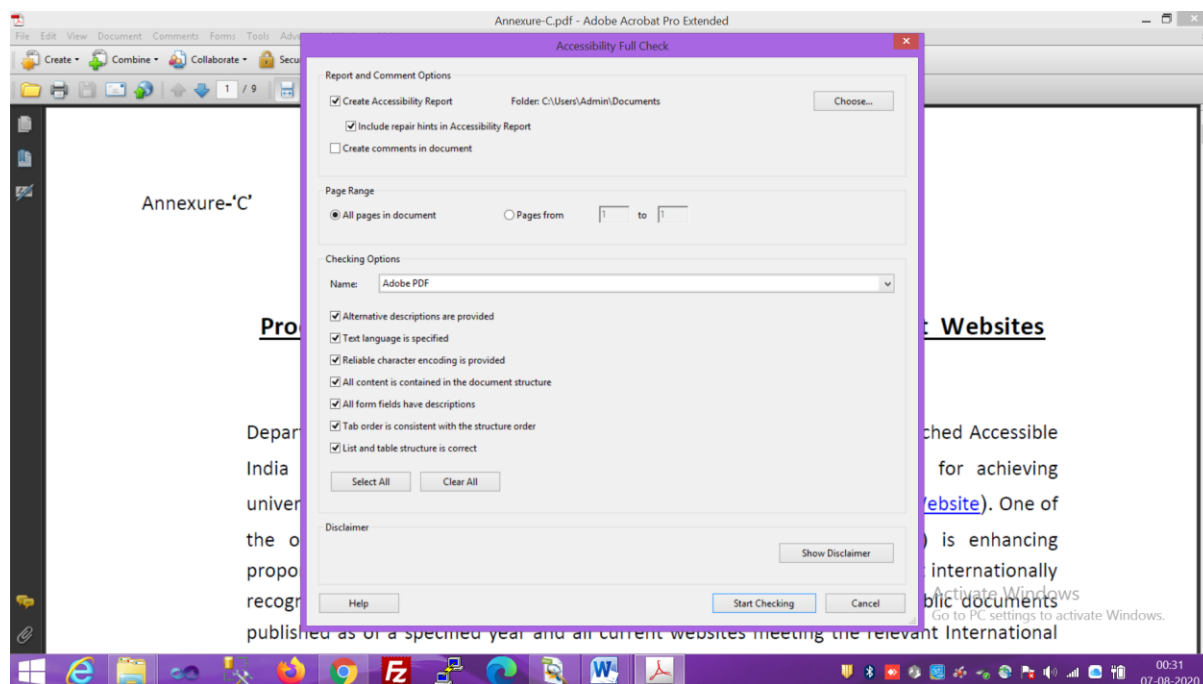 Annexure-C.pdf - Adobe Acrobat Pro Extended
File Edit View Document Comments Forms Tools Adv
Create Combine Collaborate Secu
1 / 9
Accessibility Full Check
Report and Comment Options
Create Accessibility Report Folder: C:\Users\Admin\Documents Choose...
Include repair hints in Accessibility Report
Create comments in document
Page Range
All pages in document Pages from 1 to 1
Checking Options
Name: Adobe PDF
Alternative descriptions are provided
Text language is specified
Reliable character encoding is provided
All content is contained in the document structure
All form fields have descriptions
Tab order is consistent with the structure order
List and table structure is correct
Select All Clear All
Disclaimer
Show Disclaimer
Help Start Checking Cancel
Annexure-‘C’
Pro t Websites
Depar ched Accessible
India for achieving
univer ebsite). One of
the o ) is enhancing
propo internationally
recogn blic documents
published as of a specified year and all current websites meeting the relevant International
Activate Windows
Go to PC settings to activate Windows.
00:31
07-08-2020